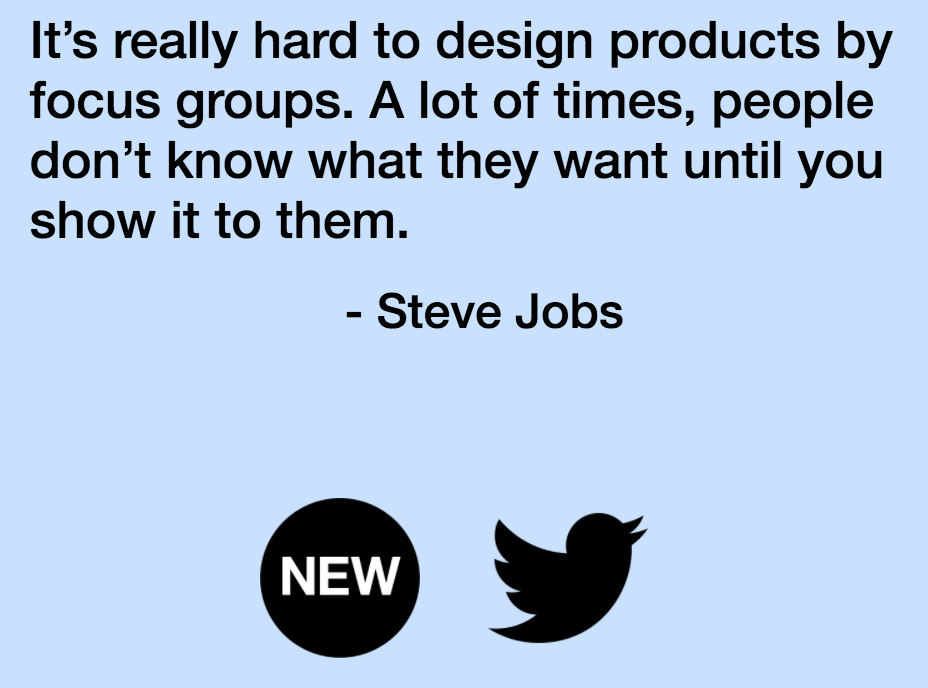 It’s really hard to design products by
focus groups. A lot of times, people
don’t know what they want until you
show it to them.
- Steve Jobs
NEW